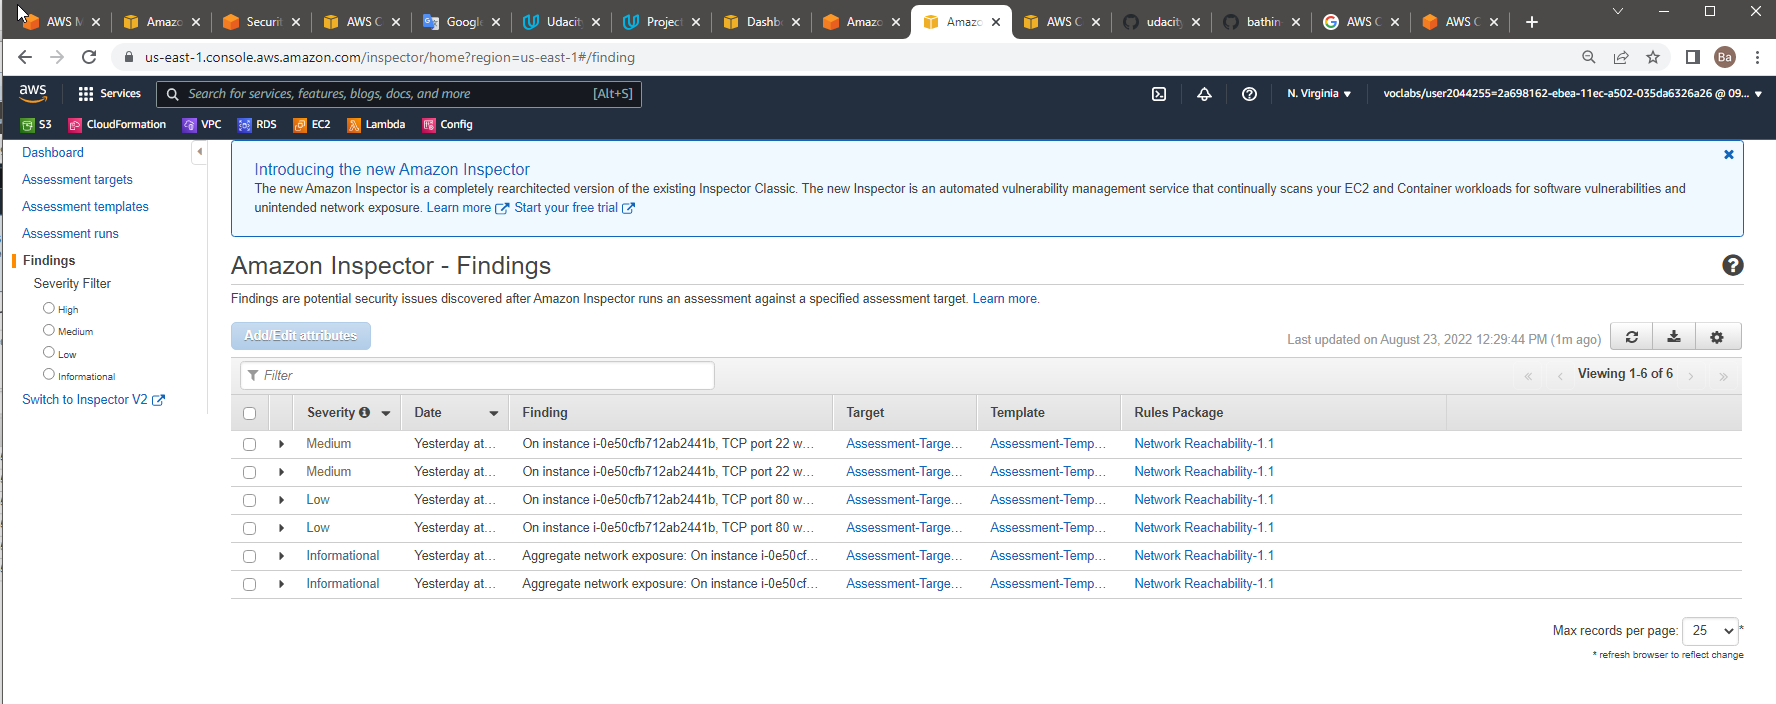 AWS M
Amazo
Securit
AWS C
Google
Udacity
Project
Dashb
Amazo
Amazo
AWS C
udacity
bathin
AWS C
AWS C
us-east-1.console.aws.amazon.com/inspector/home?region=us-east-1#/finding
Ba
aws
Services
Search for services, features, blogs, docs, and more
[Alt+S]
N. Virginia
voclabs/user2044255=2a698162-ebea-11ec-a502-035da6326a26 @ 09...
S3 CloudFormation VPC RDS EC2 Lambda Config
Dashboard
Assessment targets
Assessment templates
Assessment runs
Findings
Severity Filter
High
Medium
Low
Informational
Switch to Inspector V2
Introducing the new Amazon Inspector
The new Amazon Inspector is a completely rearchitected version of the existing Inspector Classic. The new Inspector is an automated vulnerability management service that continually scans your EC2 and Container workloads for software vulnerabilities and
unintended network exposure. Learn more Start your free trial
Amazon Inspector - Findings
Findings are potential security issues discovered after Amazon Inspector runs an assessment against a specified assessment target. Learn more.
Add/Edit attributes
Last updated on August 23, 2022 12:29:44 PM (1m ago)
Filter
Viewing 1-6 of 6
Severity Date Finding Target Template Rules Package
Medium Yesterday at... On instance i-0e50cfb712ab2441b, TCP port 22 w... Assessment-Targe... Assessment-Temp... Network Reachability-1.1
Medium Yesterday at... On instance i-0e50cfb712ab2441b, TCP port 22 w... Assessment-Targe... Assessment-Temp... Network Reachability-1.1
Low Yesterday at... On instance i-0e50cfb712ab2441b, TCP port 80 w... Assessment-Targe... Assessment-Temp... Network Reachability-1.1
Low Yesterday at... On instance i-0e50cfb712ab2441b, TCP port 80 w... Assessment-Targe... Assessment-Temp... Network Reachability-1.1
Informational Yesterday at... Aggregate network exposure: On instance i-0e50cf... Assessment-Targe... Assessment-Temp... Network Reachability-1.1
Informational Yesterday at... Aggregate network exposure: On instance i-0e50cf... Assessment-Targe... Assessment-Temp... Network Reachability-1.1
Max records per page: 25 *
* refresh browser to reflect change